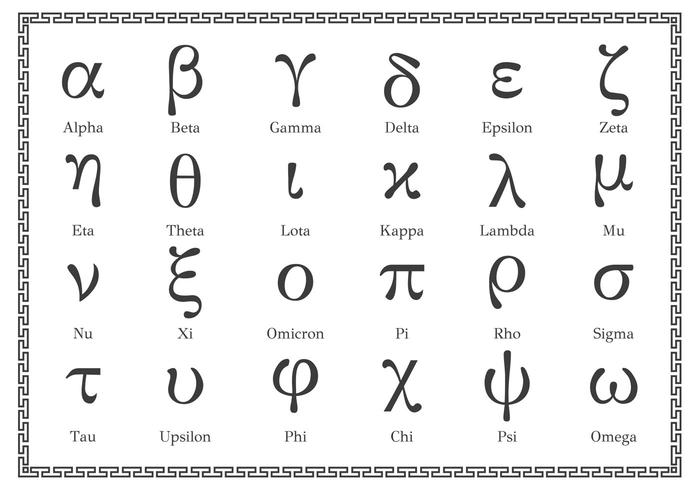 α β γ δ ε ζ
Alpha Beta Gamma Delta Epsilon Zeta
η θ ι ϰ λ μ
Eta Theta Lota Kappa Lambda Mu
ν ξ ο π ρ σ
Nu Xi Omicron Pi Rho Sigma
τ υ φ χ ψ ω
Tau Upsilon Phi Chi Psi Omega